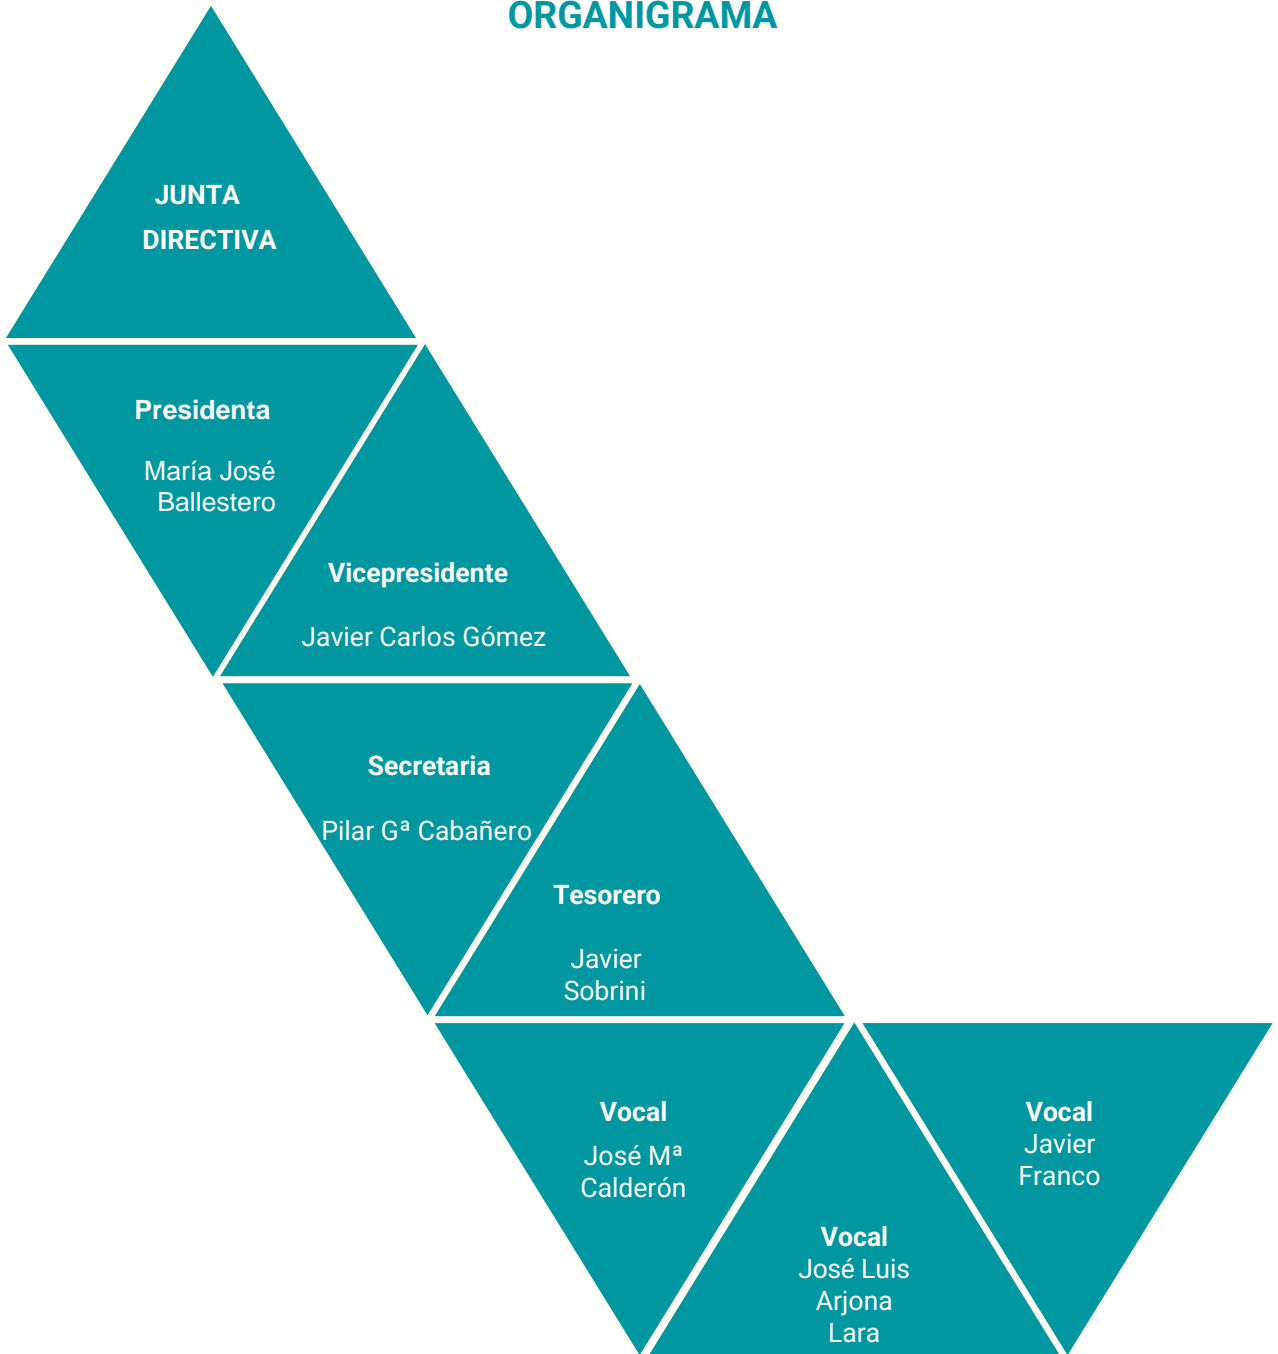 ORGANIGRAMA
JUNTA
DIRECTIVA
Presidenta
María José
Ballestero
Vicepresidente
Javier Carlos Gómez
Secretaria
Pilar Gª Cabañero
Tesorero
Javier
Sobrini
Vocal
José Mª
Calderón
Vocal
José Luis
Arjona
Lara
Vocal
Javier
Franco